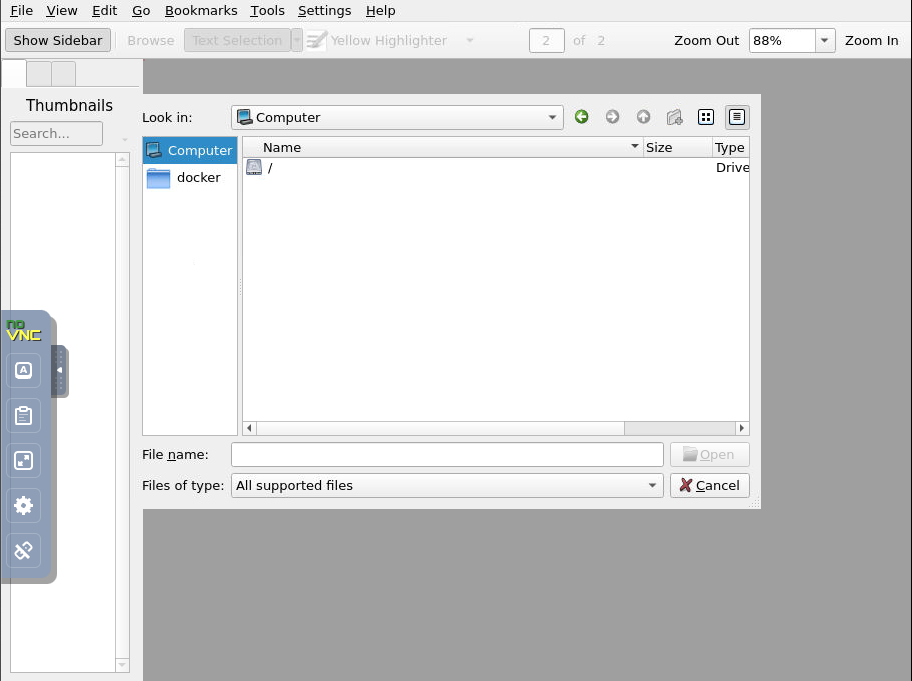 File View Edit Go Bookmarks Tools Settings Help
Show Sidebar Browse Text Selection Yellow Highlighter 2 of 2 Zoom Out 88% Zoom In
Thumbnails
Search...
Look in: Computer
Computer
docker
Name Size Type
/ Drive
no
VNC
A
File name: Open
Files of type: All supported files Cancel